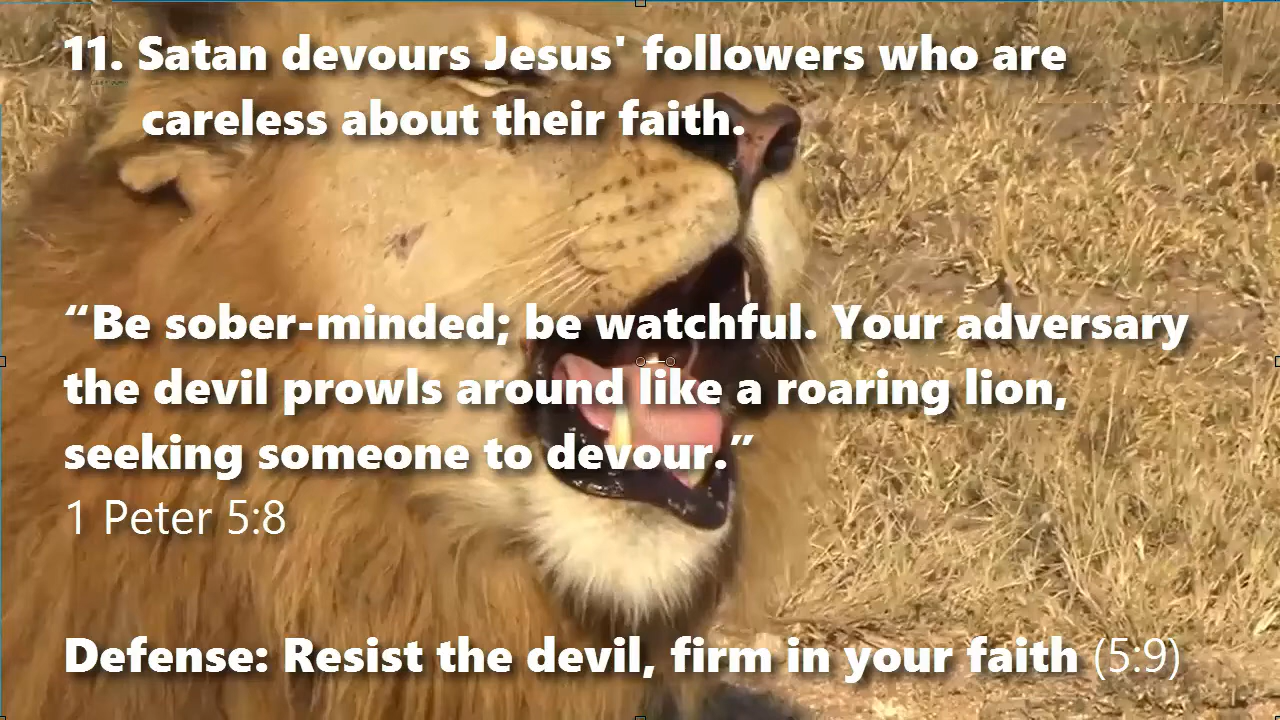 11. Satan devours Jesus' followers who are
careless about their faith.
“Be sober-minded; be watchful. Your adversary
the devil prowls around like a roaring lion,
seeking someone to devour.”
1 Peter 5:8
Defense: Resist the devil, firm in your faith (5:9)